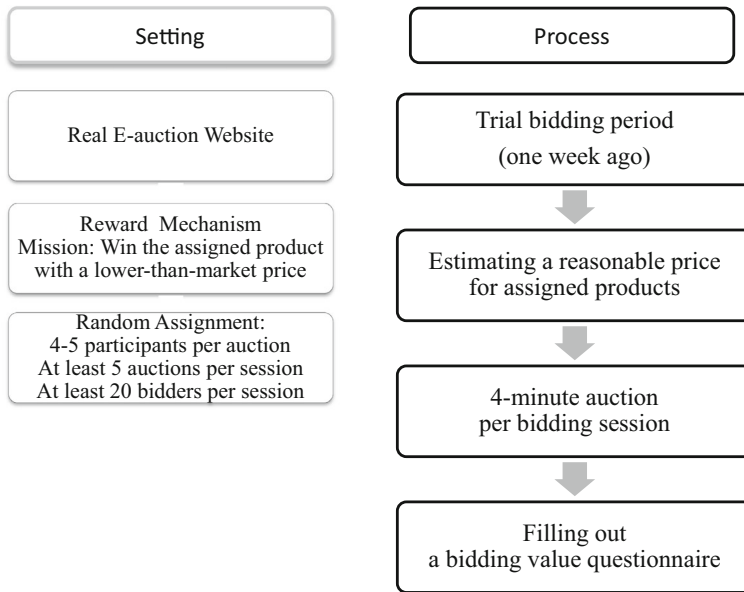 Setting
Real E-auction Website
Reward Mechanism
Mission: Win the assigned product
with a lower-than-market price
Random Assignment:
4-5 participants per auction
At least 5 auctions per session
At least 20 bidders per session
Process
Trial bidding period
(one week ago)
Estimating a reasonable price
for assigned products
4-minute auction
per bidding session
Filling out
a bidding value questionnaire